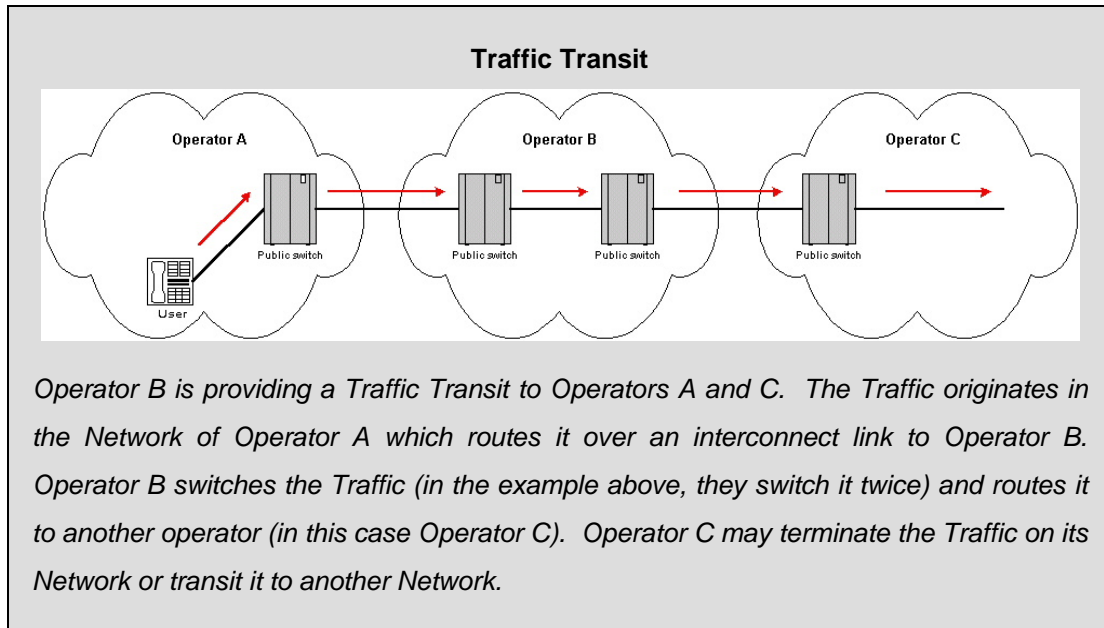 Traffic Transit
Operator A
Operator B
Operator C
Public switch
Public switch
Public switch
Public switch
User
Operator B is providing a Traffic Transit to Operators A and C. The Traffic originates in
the Network of Operator A which routes it over an interconnect link to Operator B.
Operator B switches the Traffic (in the example above, they switch it twice) and routes it
to another operator (in this case Operator C). Operator C may terminate the Traffic on its
Network or transit it to another Network.